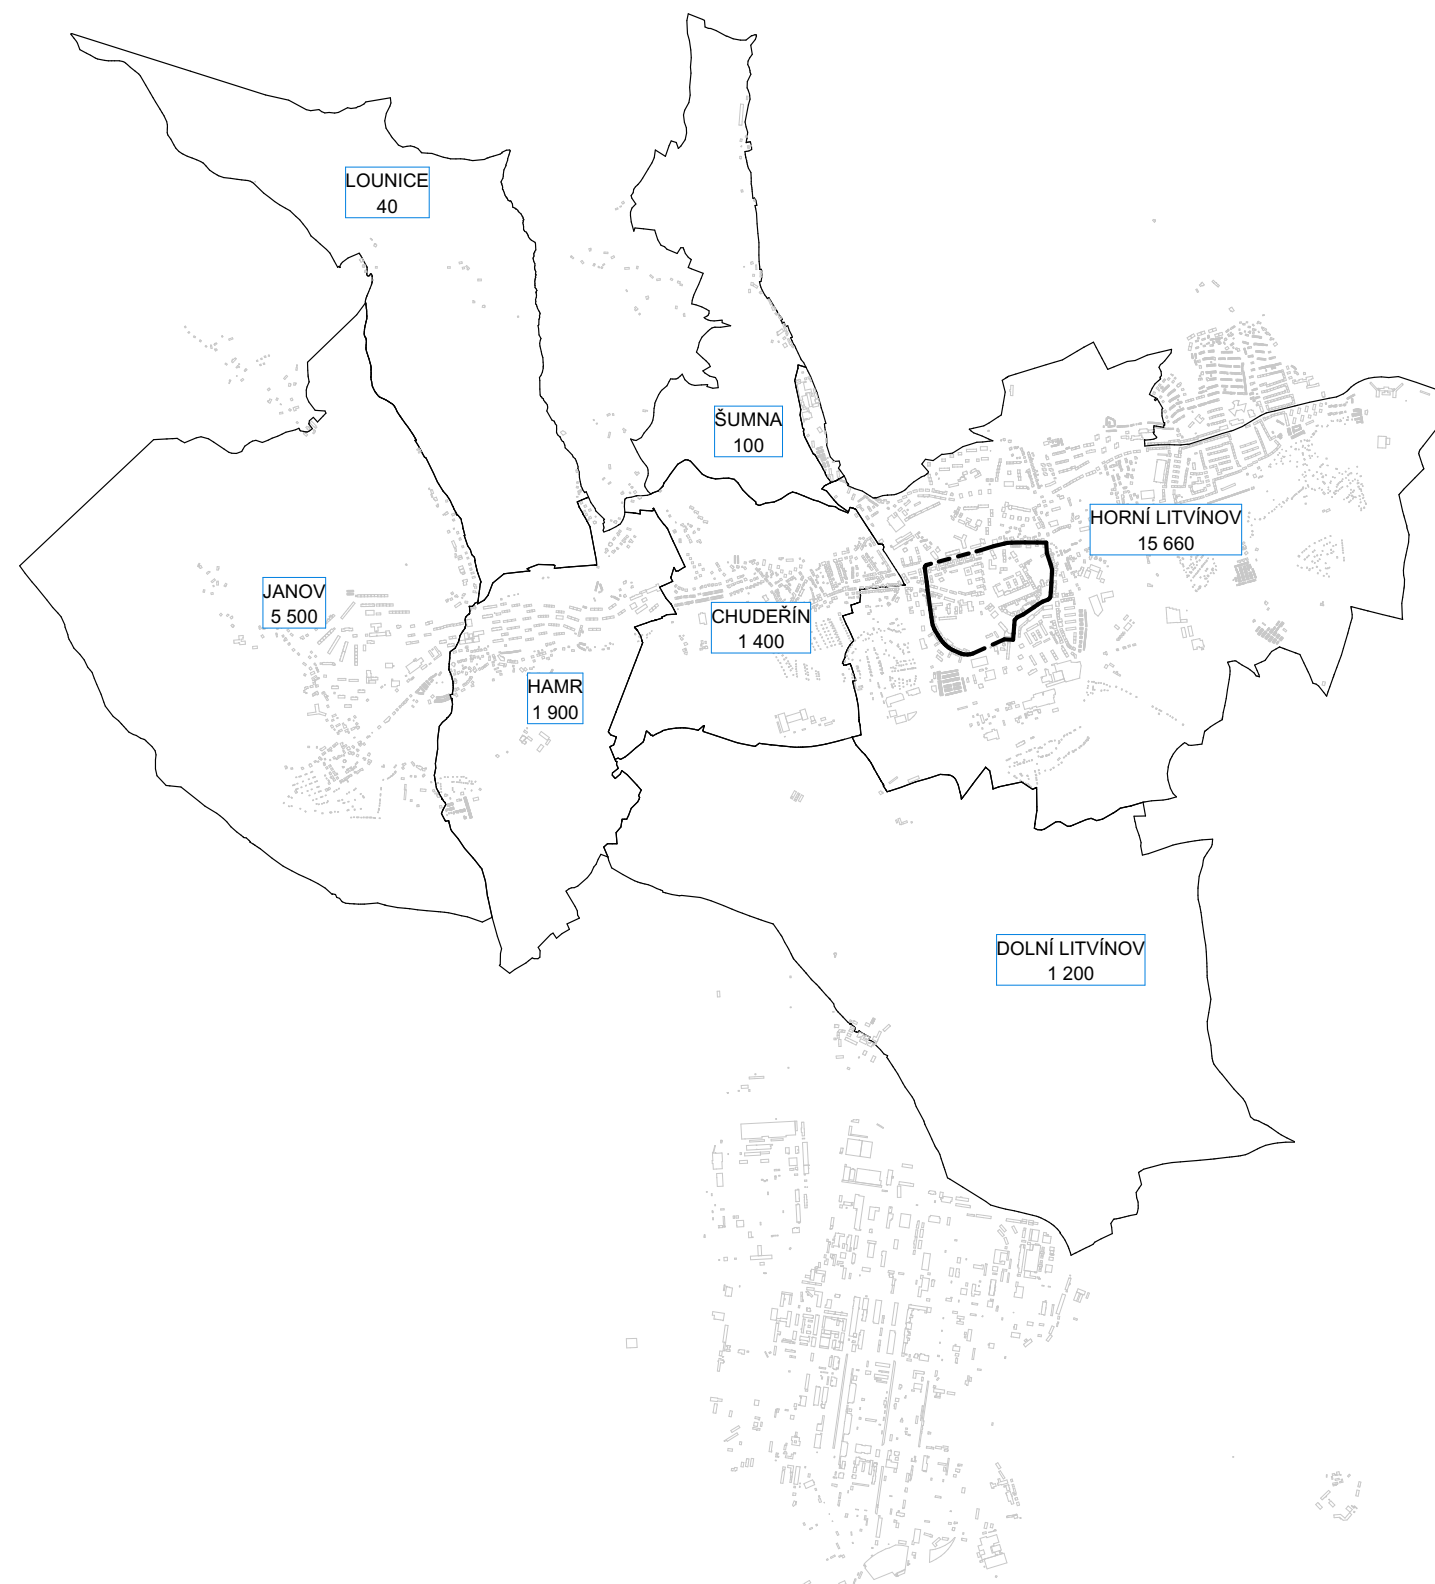 LOUNICE
40
ŠUMNA
100
HORNÍ LITVÍNOV
15 660
JANOV
5 500
CHUDEŘÍN
1 400
HAMR
1 900
DOLNÍ LITVÍNOV
1 200